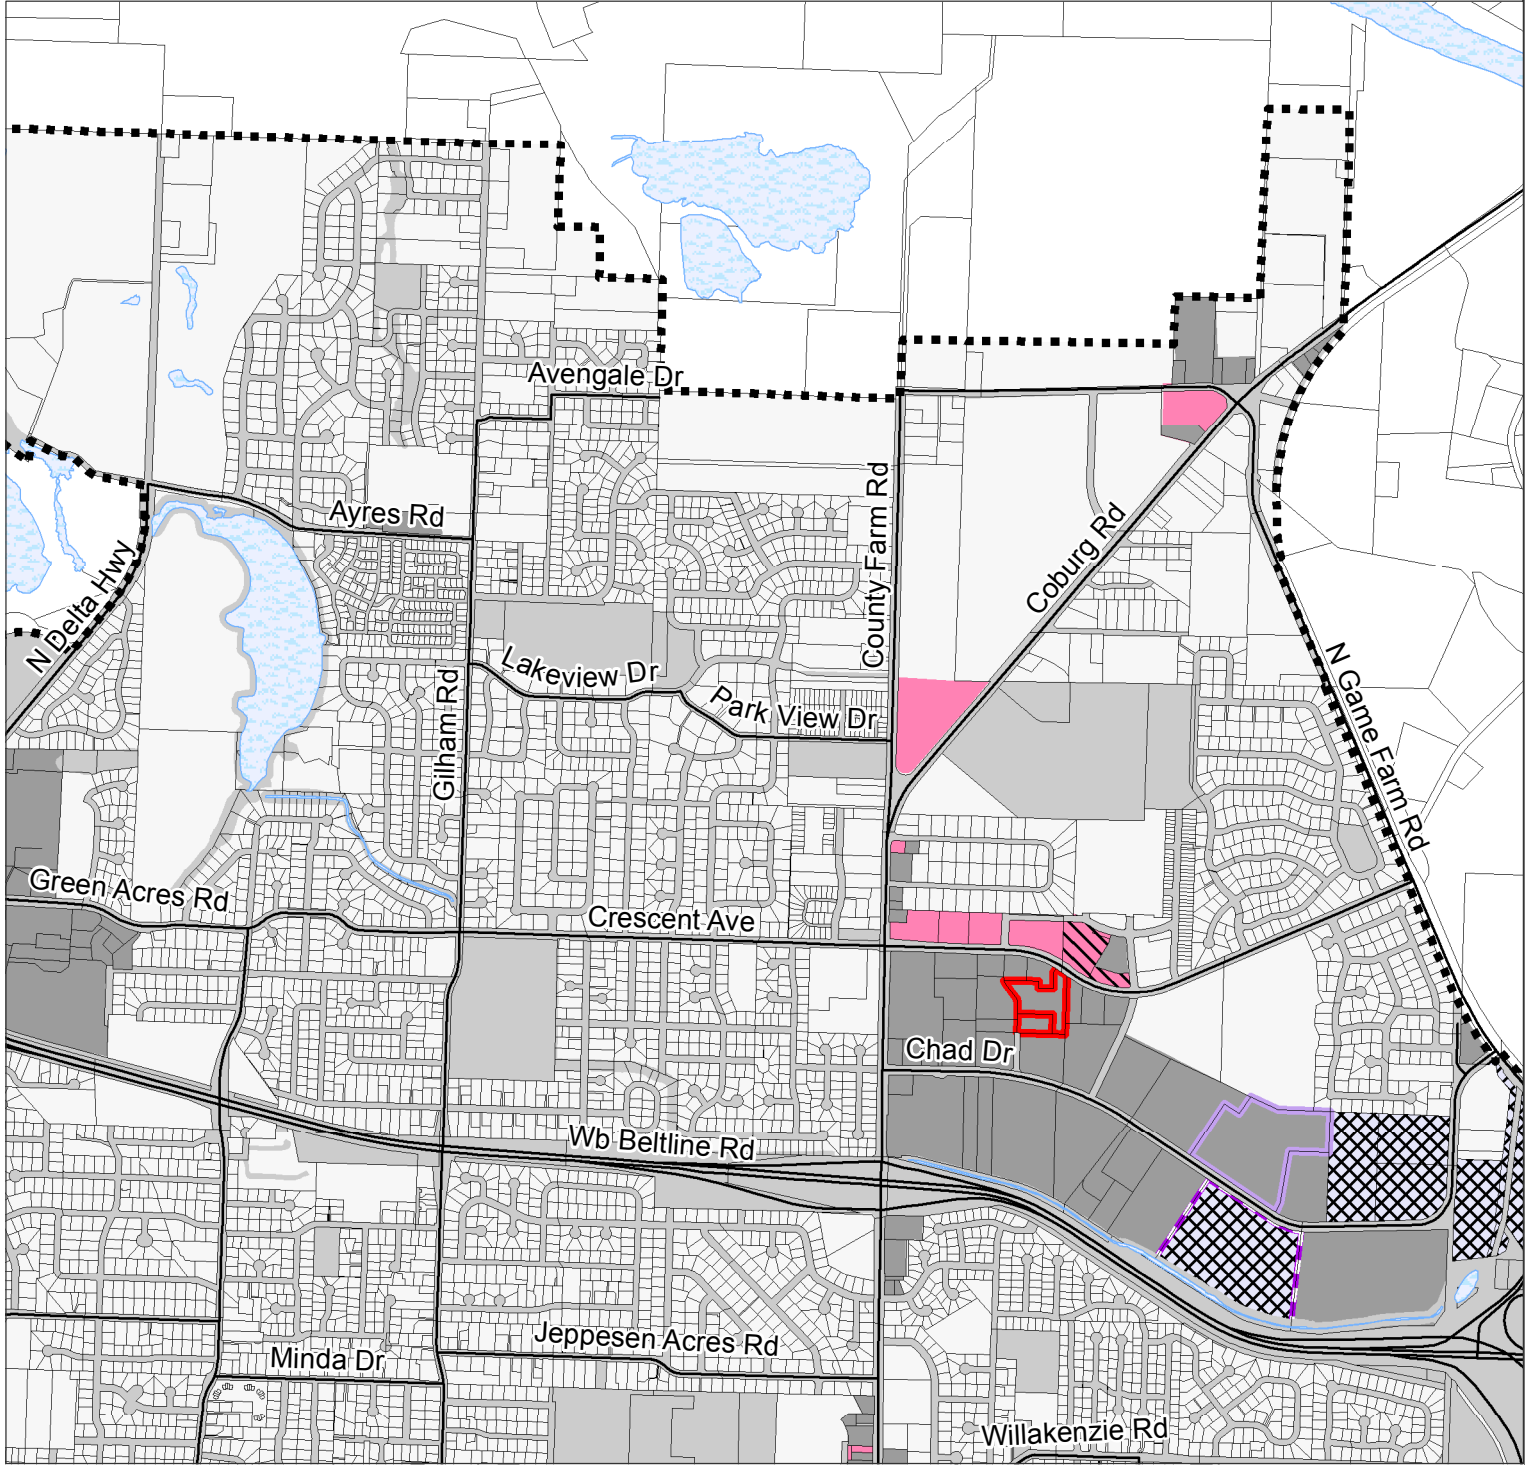 Avengale Dr
Ayres Rd
County Farm Rd
Coburg Rd
N Delta Hwy
Lakeview Dr
Gilham Rd
Park View Dr
N Game Farm Rd
Green Acres Rd
Crescent Ave
Chad Dr
Wb Beltline Rd
Jeppesen Acres Rd
Minda Dr
Willakenzie Rd